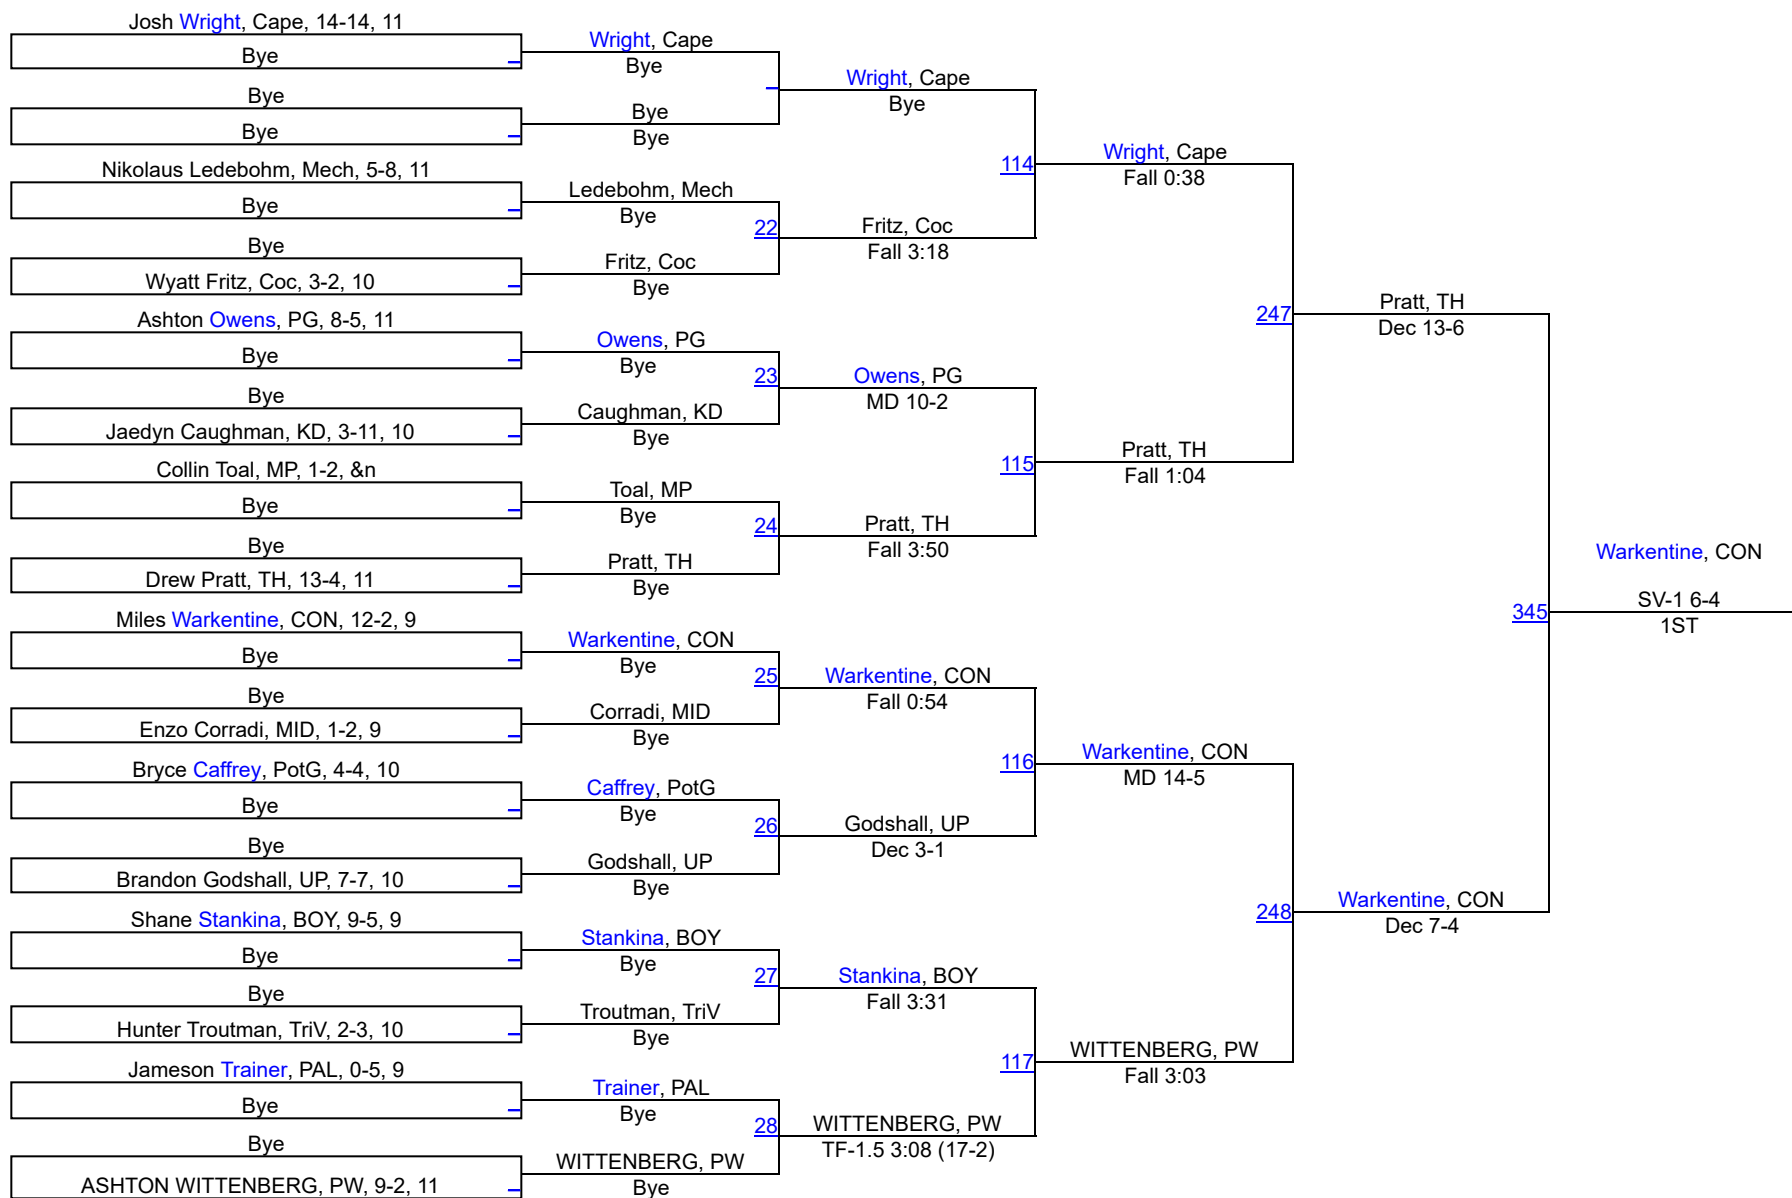 Josh Wright, Cape, 14-14, 11
Bye
Bye
Bye
Nikolaus Ledebohm, Mech, 5-8, 11
Bye
Bye
Wyatt Fritz, Coc, 3-2, 10
Ashton Owens, PG, 8-5, 11
Bye
Bye
Jaedyn Caughman, KD, 3-11, 10
Collin Toal, MP, 1-2, &n
Bye
Bye
Drew Pratt, TH, 13-4, 11
Miles Warkentine, CON, 12-2, 9
Bye
Bye
Enzo Corradi, MID, 1-2, 9
Bryce Caffrey, PotG, 4-4, 10
Bye
Bye
Brandon Godshall, UP, 7-7, 10
Shane Stankina, BOY, 9-5, 9
Bye
Bye
Hunter Troutman, TriV, 2-3, 10
Jameson Trainer, PAL, 0-5, 9
Bye
Bye
ASHTON WITTENBERG, PW, 9-2, 11
Wright, Cape
Bye
Bye
Bye
Ledebohm, Mech
Bye
22
Fritz, Coc
Bye
Owens, PG
Bye
23
Caughman, KD
Bye
Toal, MP
Bye
24
Pratt, TH
Bye
Warkentine, CON
Bye
25
Corradi, MID
Bye
Caffrey, PotG
Bye
26
Godshall, UP
Bye
Stankina, BOY
Bye
27
Troutman, TriV
Bye
Trainer, PAL
Bye
28
WITTENBERG, PW
Bye
Wright, Cape
Bye
114
Fritz, Coc
Fall 3:18
Owens, PG
MD 10-2
115
Pratt, TH
Fall 3:50
Warkentine, CON
Fall 0:54
116
Godshall, UP
Dec 3-1
Stankina, BOY
Fall 3:31
117
WITTENBERG, PW
TF-1.5 3:08 (17-2)
Wright, Cape
Fall 0:38
247
Pratt, TH
Fall 1:04
Warkentine, CON
MD 14-5
248
WITTENBERG, PW
Fall 3:03
Pratt, TH
Dec 13-6
345
Warkentine, CON
Dec 7-4
Warkentine, CON
SV-1 6-4
1ST